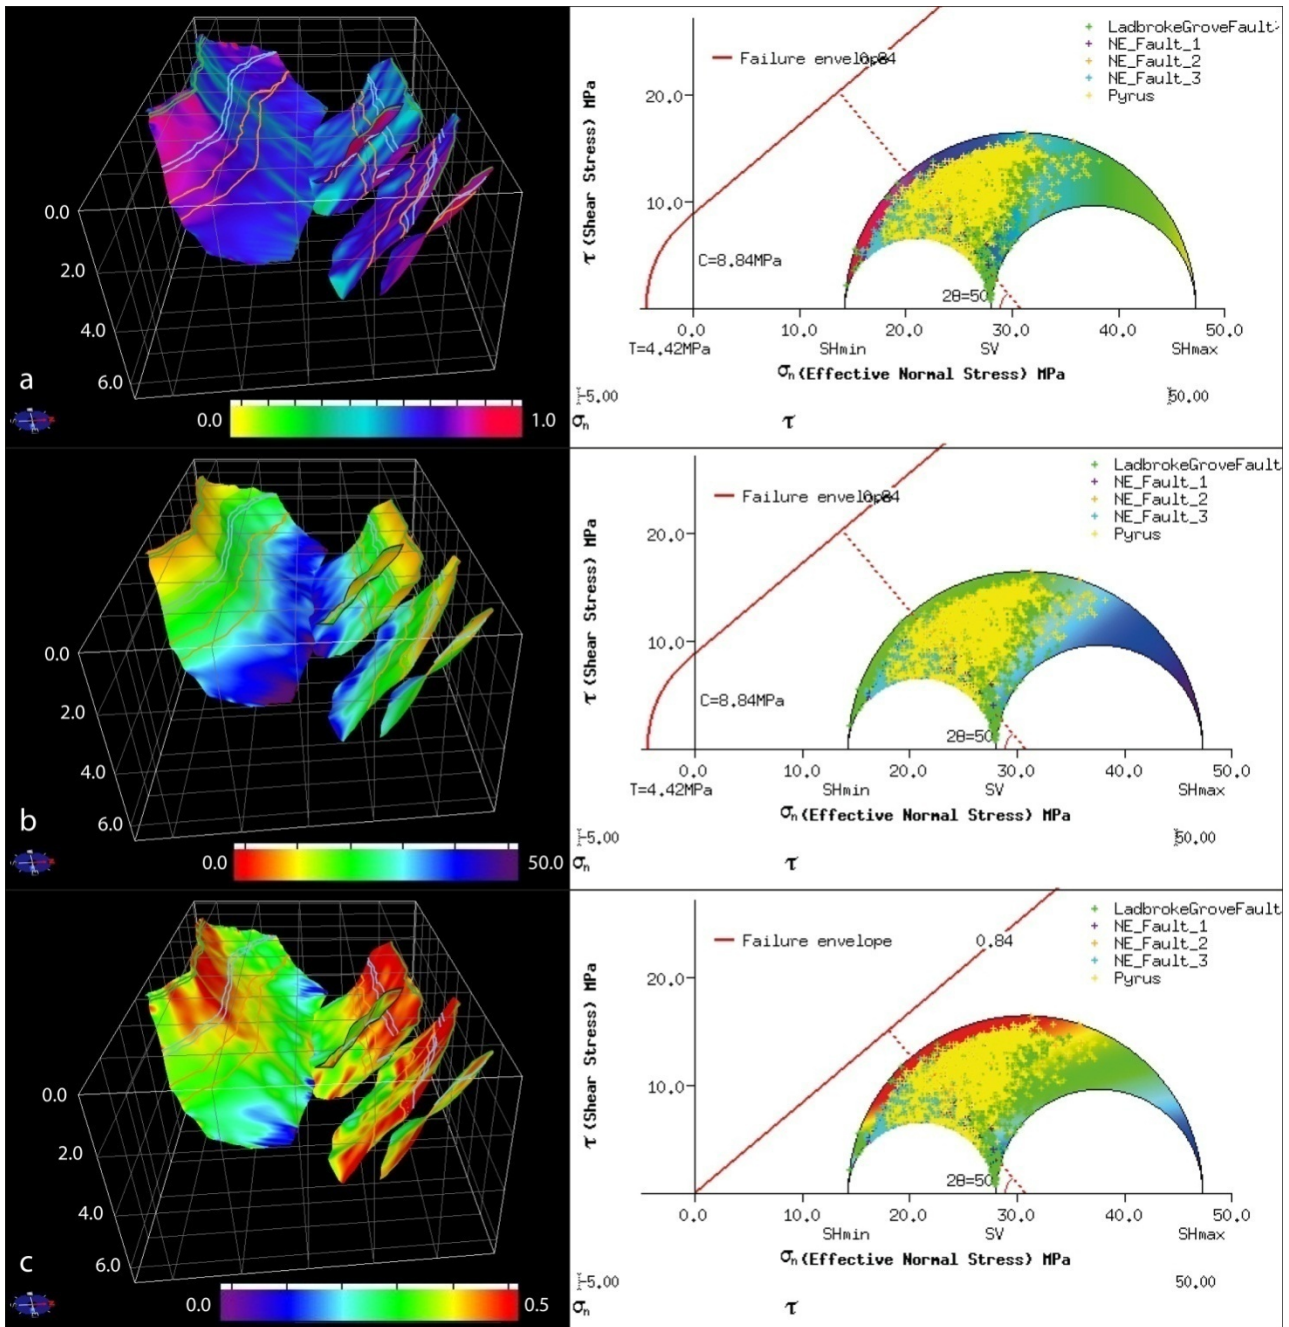 0.0
2.0
4.0
6.0
a
0.0
1.0
LadbrokeGroveFault
NE_Fault_1
NE_Fault_2
NE_Fault_3
Pyrus
Failure envelope
0.84
20.0
10.0
τ (Shear Stress) MPa
C=8.84MPa
2θ=50
0.0 10.0 20.0 30.0 40.0 50.0
T=4.42MPa SHmin SV SHmax
σn (Effective Normal Stress) MPa
-5.00 50.00
σn τ
0.0
2.0
4.0
6.0
b
0.0
50.0
LadbrokeGroveFault
NE_Fault_1
NE_Fault_2
NE_Fault_3
Pyrus
Failure envelope
0.84
20.0
10.0
τ (Shear Stress) MPa
C=8.84MPa
2θ=50
0.0 10.0 20.0 30.0 40.0 50.0
T=4.42MPa SHmin SV SHmax
σn (Effective Normal Stress) MPa
-5.00 50.00
σn τ
0.0
2.0
4.0
6.0
c
0.0
0.5
LadbrokeGroveFault
NE_Fault_1
NE_Fault_2
NE_Fault_3
Pyrus
Failure envelope 0.84
20.0
10.0
τ (Shear Stress) MPa
2θ=50
0.0 10.0 20.0 30.0 40.0 50.0
SHmin SV SHmax
σn (Effective Normal Stress) MPa
-5.00 50.00
σn τ